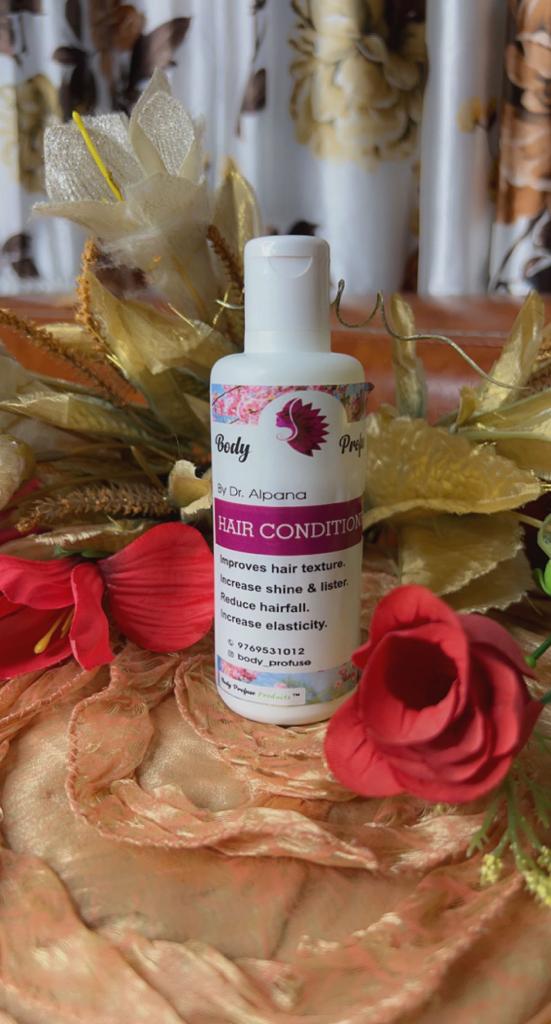 Body Profu
By Dr. Alpana
HAIR CONDITION
Improves hair texture.
Increase shine & lister.
Reduce hairfall.
Increase elasticity.
9769531012
body_profuse
Body Profuse Products™